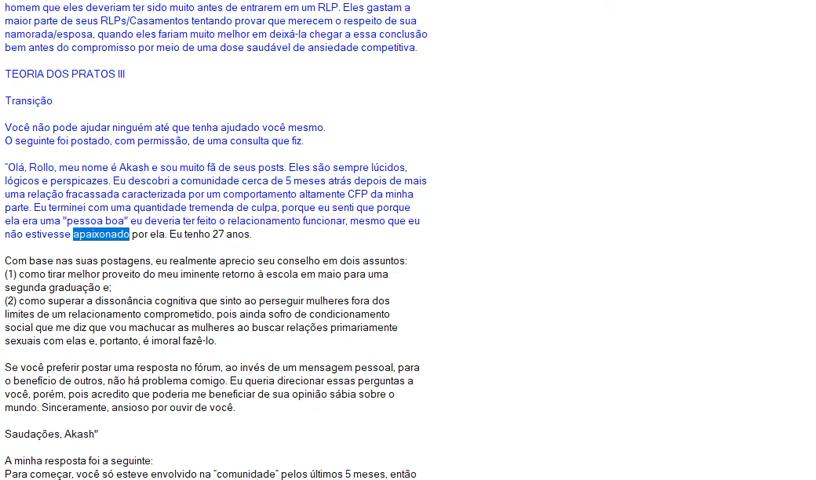 homem que eles deveriam ter sido muito antes de entrarem em um RLP. Eles gastam a
maior parte de seus RLPs/Casamentos tentando provar que merecem o respeito de sua
namorada/esposa, quando eles fariam muito melhor em deixá-la chegar a essa conclusão
bem antes do compromisso por meio de uma dose saudável de ansiedade competitiva.
TEORIA DOS PRATOS III
Transição
Você não pode ajudar ninguém até que tenha ajudado você mesmo.
O seguinte foi postado, com permissão, de uma consulta que fiz.
"Olá, Rollo, meu nome é Akash e sou muito fã de seus posts. Eles são sempre lúcidos,
lógicos e perspicazes. Eu descobri a comunidade cerca de 5 meses atrás depois de mais
uma relação fracassada caracterizada por um comportamento altamente CFP da minha
parte. Eu terminei com uma quantidade tremenda de culpa, porque eu senti que porque
ela era uma "pessoa boa" eu deveria ter feito o relacionamento funcionar, mesmo que eu
não estivesse apaixonado por ela. Eu tenho 27 anos.
Com base nas suas postagens, eu realmente aprecio seu conselho em dois assuntos:
(1) como tirar melhor proveito do meu iminente retorno à escola em maio para uma
segunda graduação e;
(2) como superar a dissonância cognitiva que sinto ao perseguir mulheres fora dos
limites de um relacionamento comprometido, pois ainda sofro de condicionamento
social que me diz que vou machucar as mulheres ao buscar relações primariamente
sexuais com elas e, portanto, é imoral fazê-lo.
Se você preferir postar uma resposta no fórum, ao invés de um mensagem pessoal, para
o benefício de outros, não há problema comigo. Eu queria direcionar essas perguntas a
você, porém, pois acredito que poderia me beneficiar de sua opinião sábia sobre o
mundo. Sinceramente, ansioso por ouvir de você.
Saudações, Akash"
A minha resposta foi a seguinte:
Para começar, você só esteve envolvido na "comunidade" pelos últimos 5 meses, então